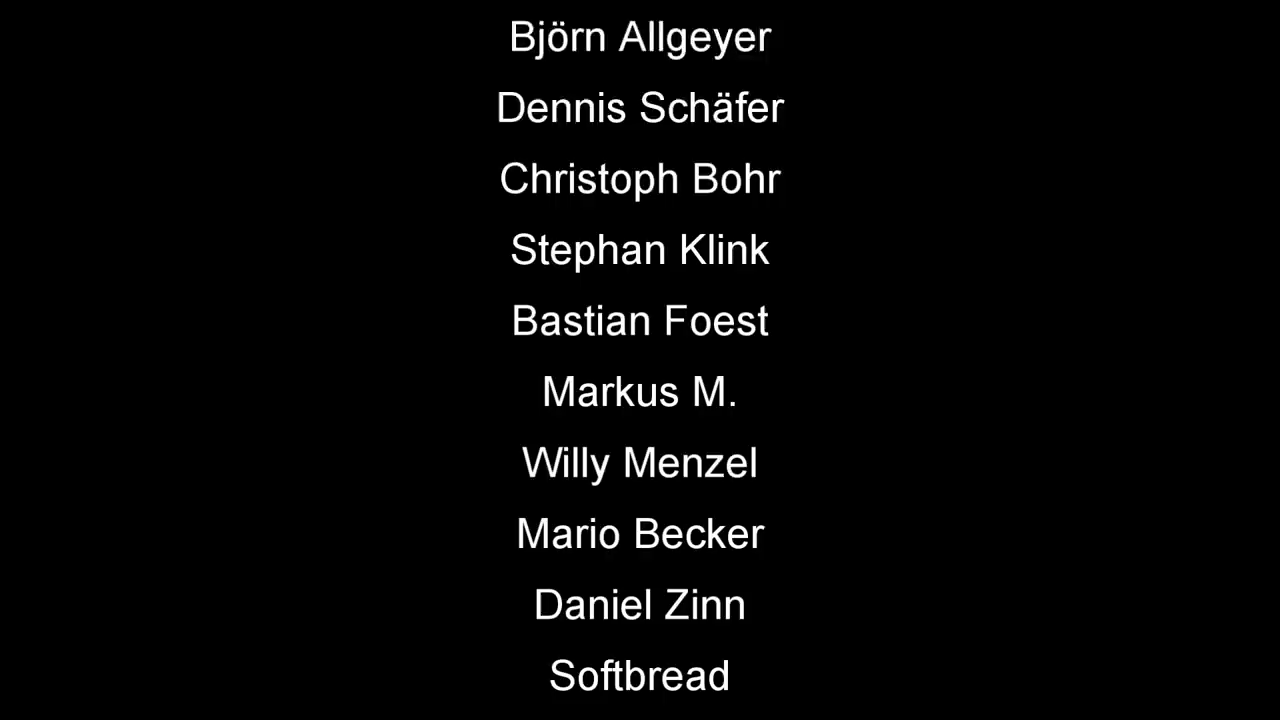 Björn Allgeyer
Dennis Schäfer
Christoph Bohr
Stephan Klink
Bastian Foest
Markus M.
Willy Menzel
Mario Becker
Daniel Zinn
Softbread